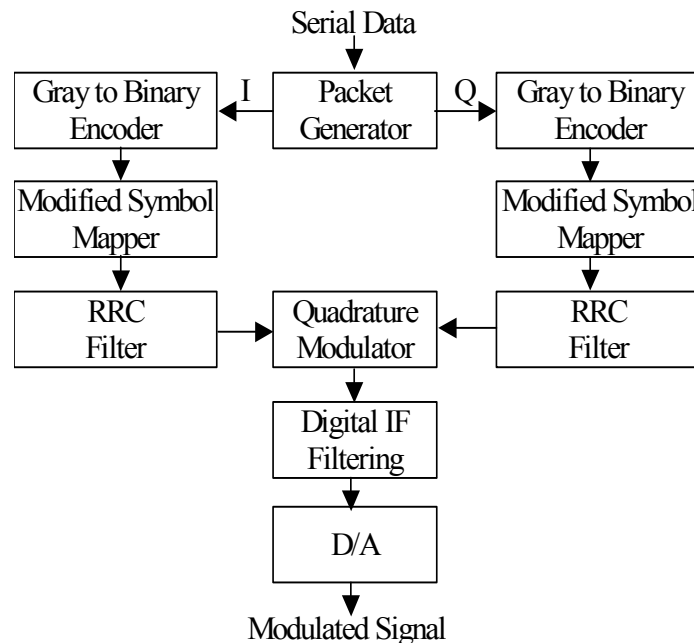 Serial Data
Gray to Binary
Encoder
I
Packet
Generator
Q
Gray to Binary
Encoder
Modified Symbol
Mapper
Modified Symbol
Mapper
RRC
Filter
Quadrature
Modulator
RRC
Filter
Digital IF
Filtering
D/A
Modulated Signal